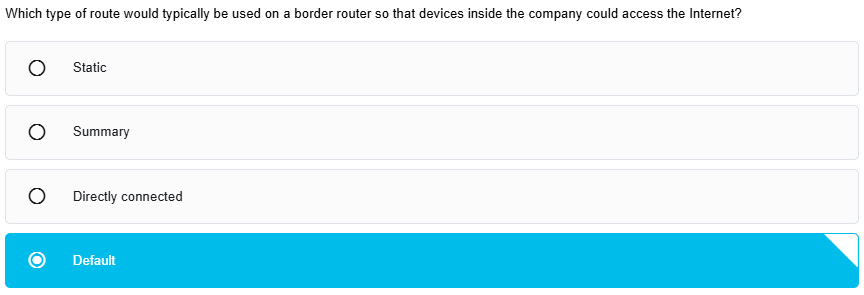 Which type of route would typically be used on a border router so that devices inside the company could access the Internet?
Static
Summary
Directly connected
Default